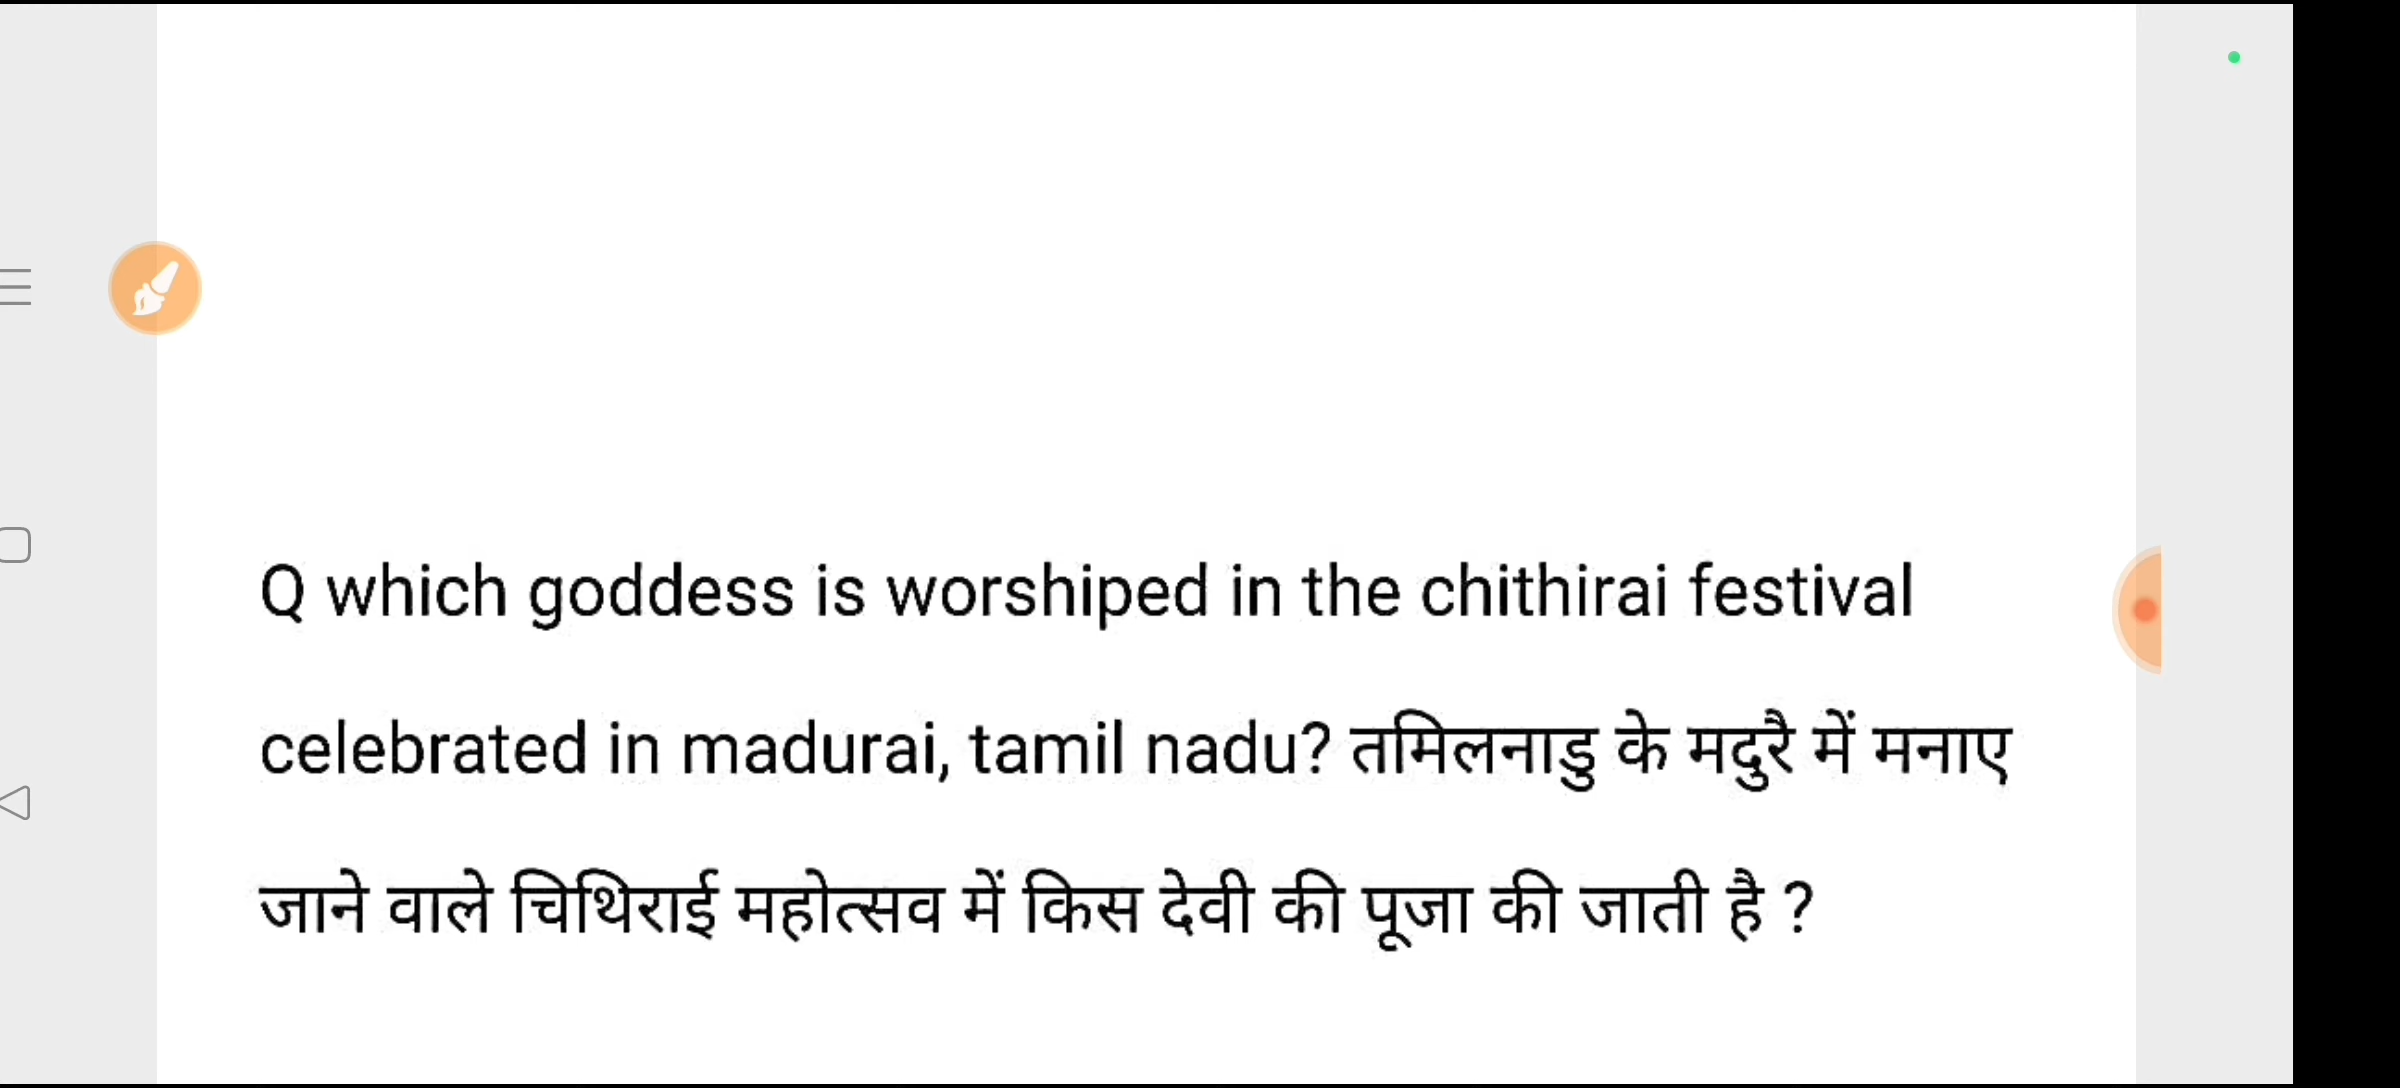 Q which goddess is worshiped in the chithirai festival
celebrated in madurai, tamil nadu? तमिलनाडु के मदुरै में मनाए
जाने वाले चिथिराई महोत्सव में किस देवी की पूजा की जाती है ?